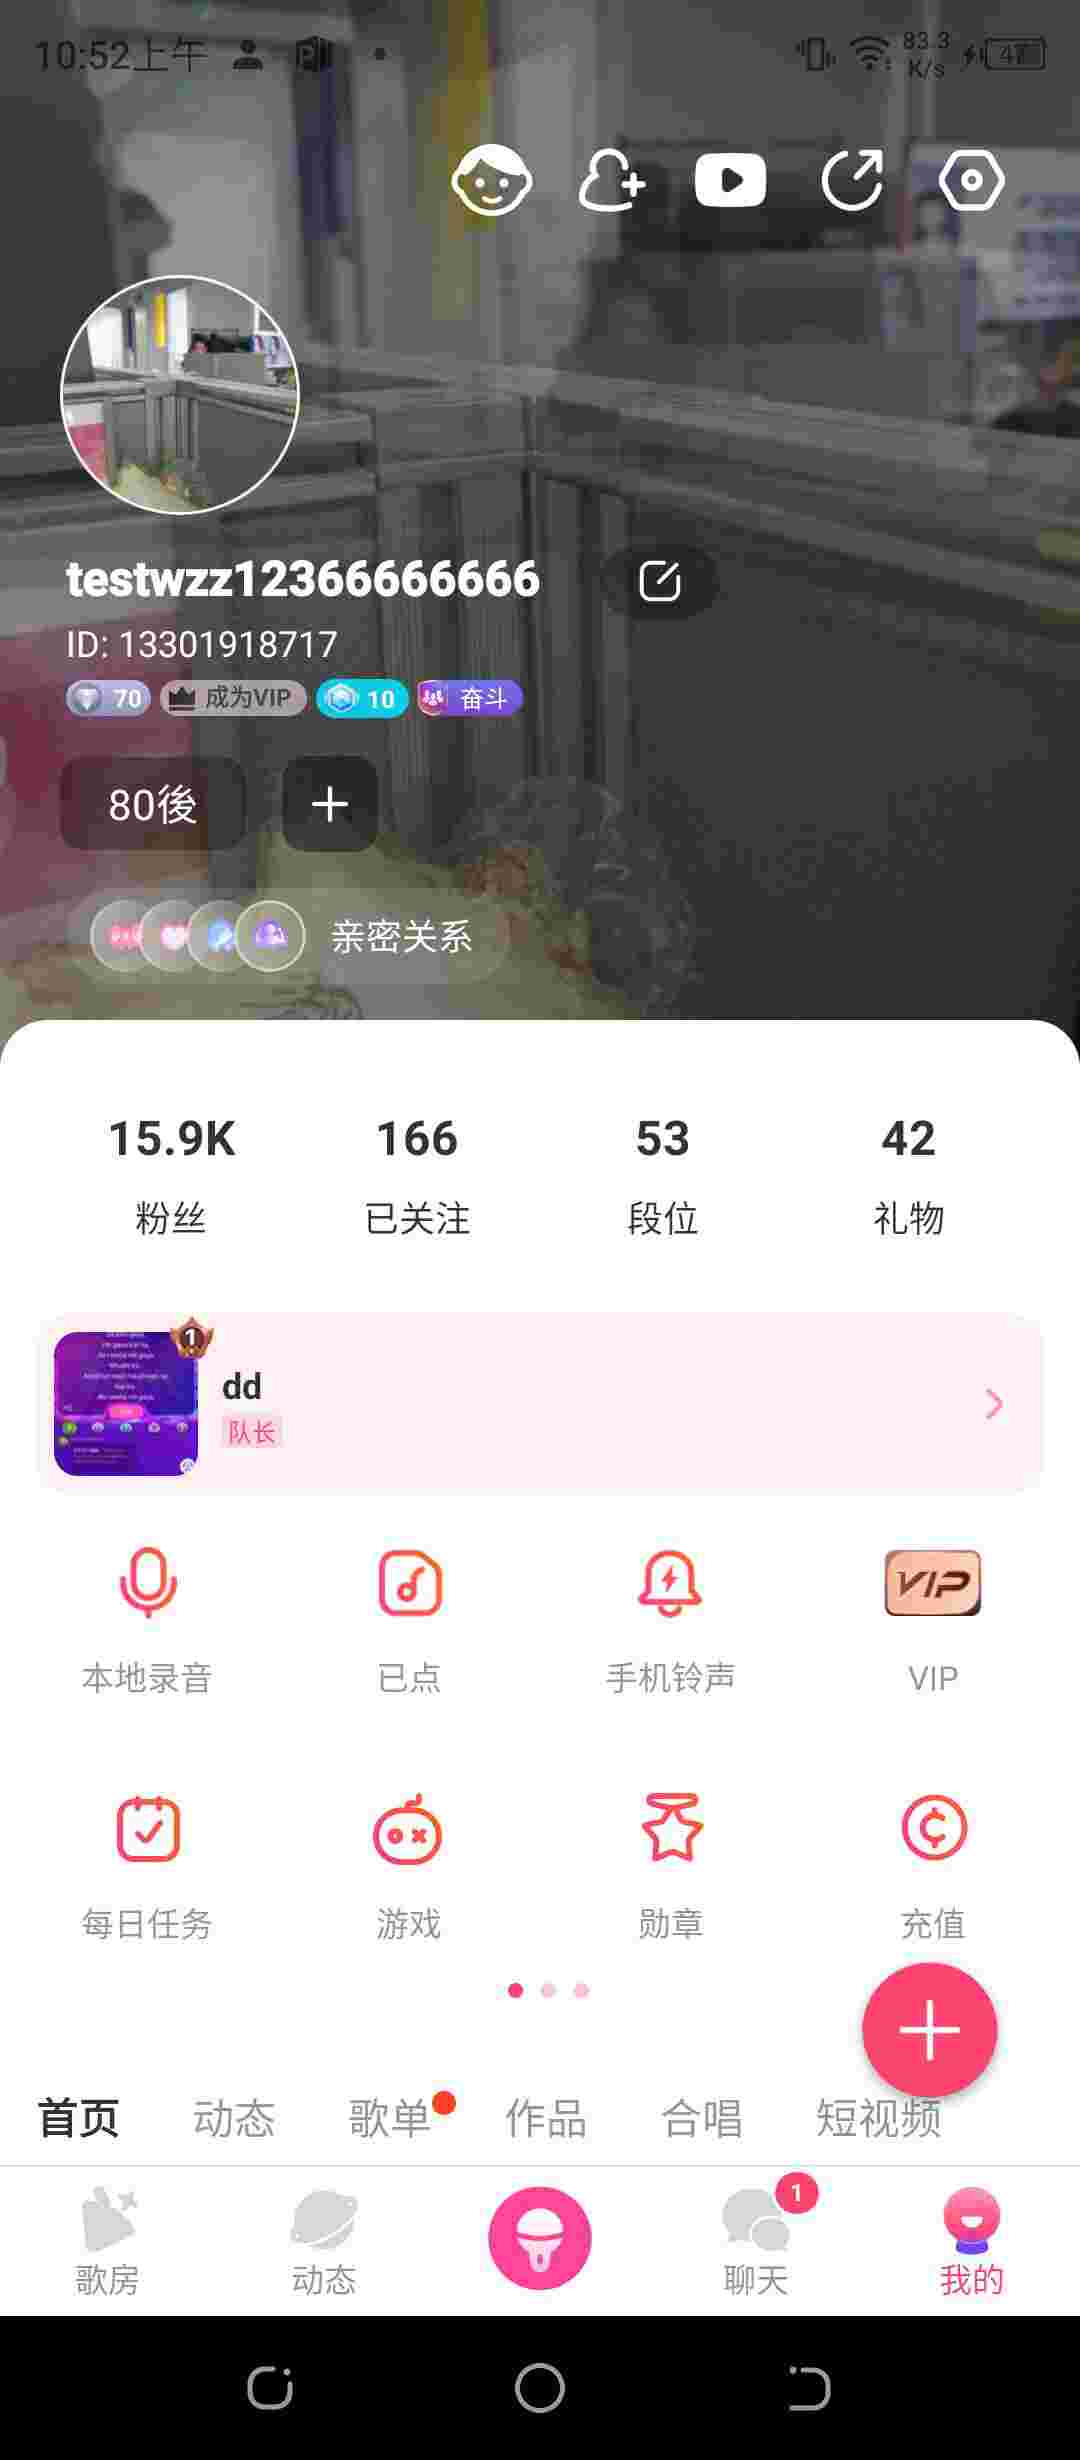 10:52上午
83.3
K/s
testwzz12366666666
ID: 13301918717
70 成为VIP 10 奋斗
80後
亲密关系
15.9K 166 53 42
粉丝 已关注 段位 礼物
1
dd
队长
VIP
本地录音 已点 手机铃声 VIP
每日任务 游戏 勋章 充值
首页 动态 歌单 作品 合唱 短视频
1
歌房 动态 聊天 我的